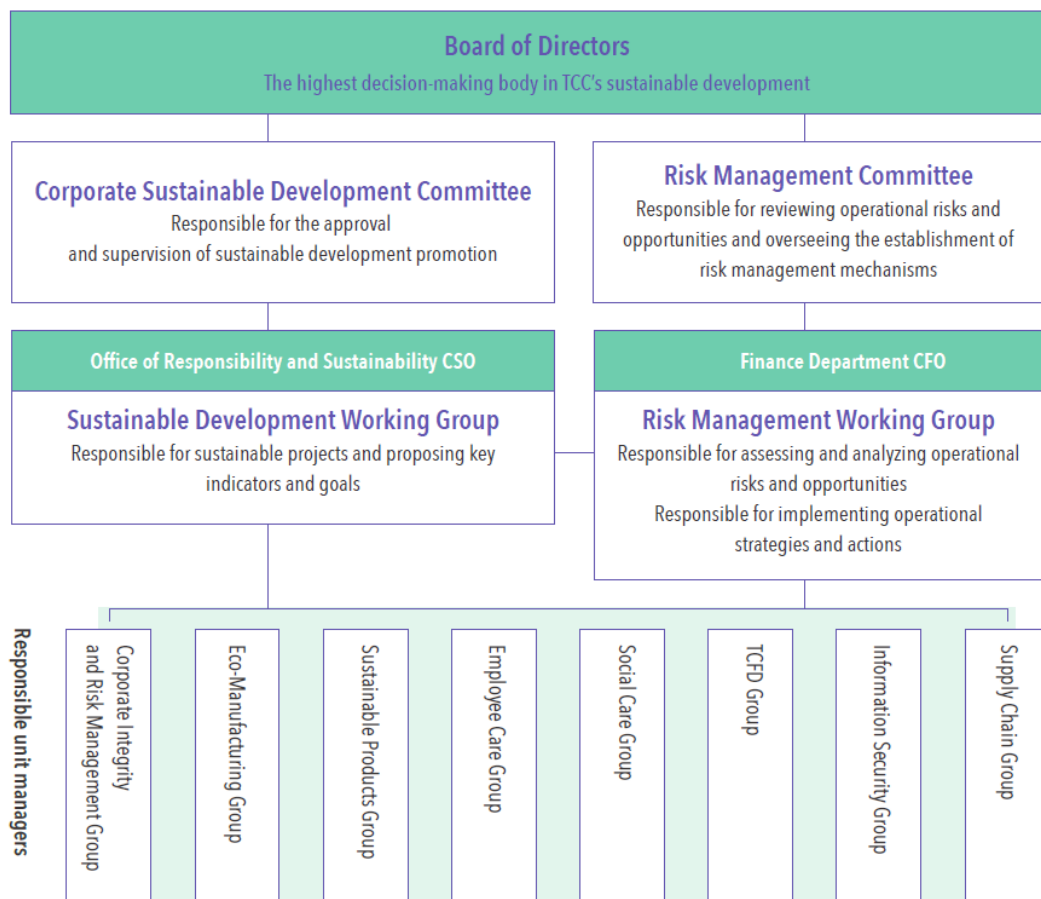 Board of Directors
The highest decision-making body in TCC's sustainable development
Corporate Sustainable Development Committee
Responsible for the approval
and supervision of sustainable development promotion
Risk Management Committee
Responsible for reviewing operational risks and
opportunities and overseeing the establishment of
risk management mechanisms
Office of Responsibility and Sustainability CSO
Sustainable Development Working Group
Responsible for sustainable projects and proposing key
indicators and goals
Finance Department CFO
Risk Management Working Group
Responsible for assessing and analyzing operational
risks and opportunities
Responsible for implementing operational
strategies and actions
Responsible unit managers
Corporate Integrity
and Risk Management Group
Eco-Manufacturing Group
Sustainable Products Group
Employee Care Group
Social Care Group
TCFD Group
Information Security Group
Supply Chain Group